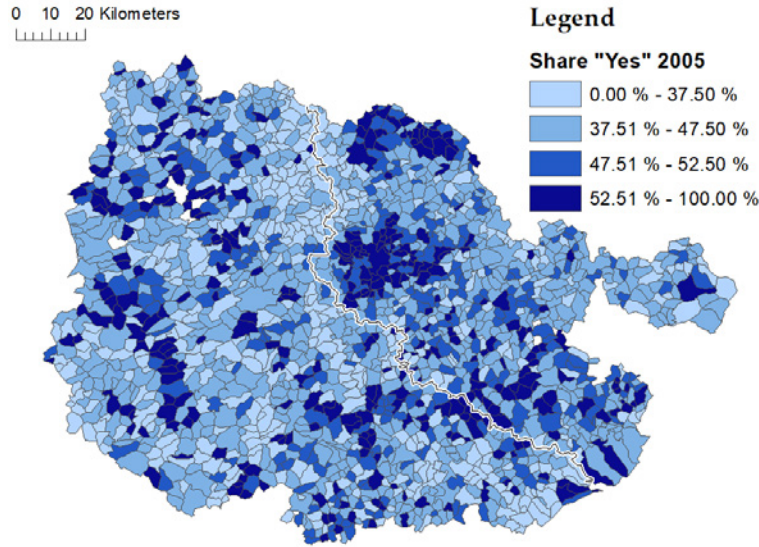 0 10 20 Kilometers
Legend
Share "Yes" 2005
0.00 % - 37.50 %
37.51 % - 47.50 %
47.51 % - 52.50 %
52.51 % - 100.00 %